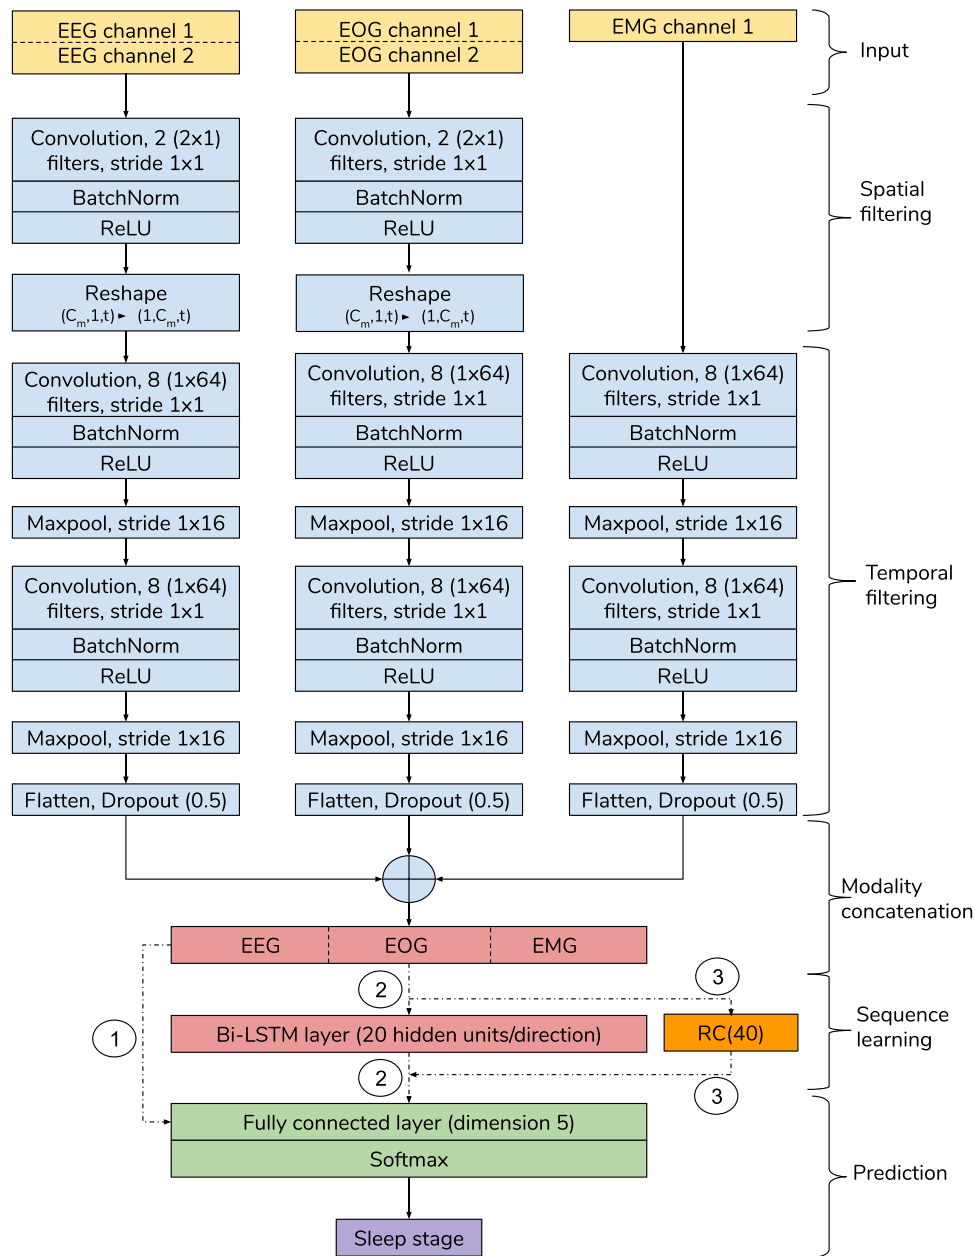 EEG channel 1
EEG channel 2
EOG channel 1
EOG channel 2
EMG channel 1
Input
Convolution, 2 (2x1)
filters, stride 1x1
BatchNorm
ReLU
Convolution, 2 (2x1)
filters, stride 1x1
BatchNorm
ReLU
Spatial
filtering
Reshape
(Cm,1,t) ► (1,Cm,t)
Reshape
(Cm,1,t) ► (1,Cm,t)
Convolution, 8 (1x64)
filters, stride 1x1
BatchNorm
ReLU
Convolution, 8 (1x64)
filters, stride 1x1
BatchNorm
ReLU
Convolution, 8 (1x64)
filters, stride 1x1
BatchNorm
ReLU
Maxpool, stride 1x16
Maxpool, stride 1x16
Maxpool, stride 1x16
Temporal
filtering
Convolution, 8 (1x64)
filters, stride 1x1
BatchNorm
ReLU
Convolution, 8 (1x64)
filters, stride 1x1
BatchNorm
ReLU
Convolution, 8 (1x64)
filters, stride 1x1
BatchNorm
ReLU
Maxpool, stride 1x16
Maxpool, stride 1x16
Maxpool, stride 1x16
Flatten, Dropout (0.5)
Flatten, Dropout (0.5)
Flatten, Dropout (0.5)
Modality
concatenation
EEG
EOG
EMG
2
3
1
Bi-LSTM layer (20 hidden units/direction)
RC(40)
Sequence
learning
2
3
Fully connected layer (dimension 5)
Softmax
Prediction
Sleep stage